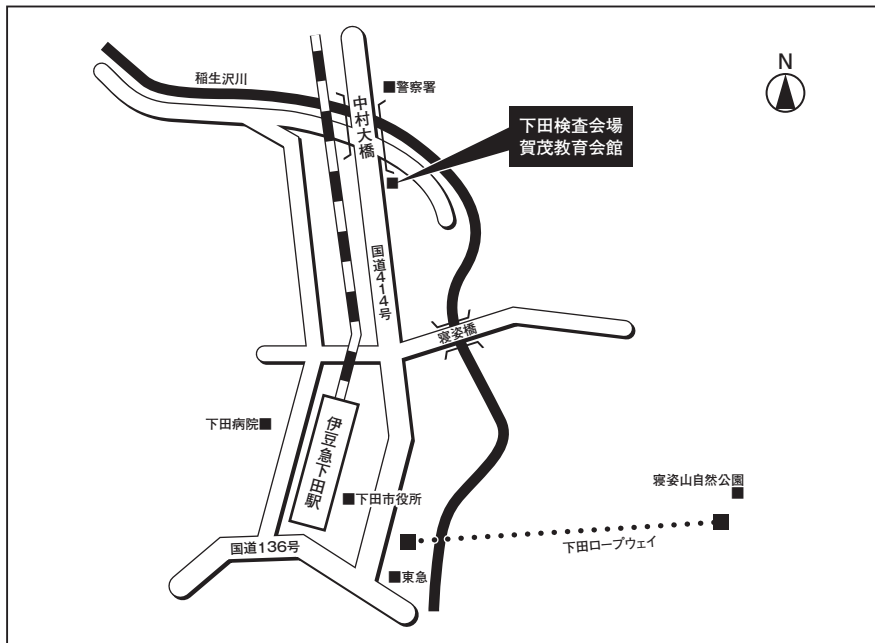 稲生沢川
N
■警察署
中村大橋
下田検査会場
賀茂教育会館
国道414号
寝姿橋
下田病院■
伊豆急下田駅
寝姿山自然公園
■下田市役所
国道136号
下田ロープウェイ
■東急